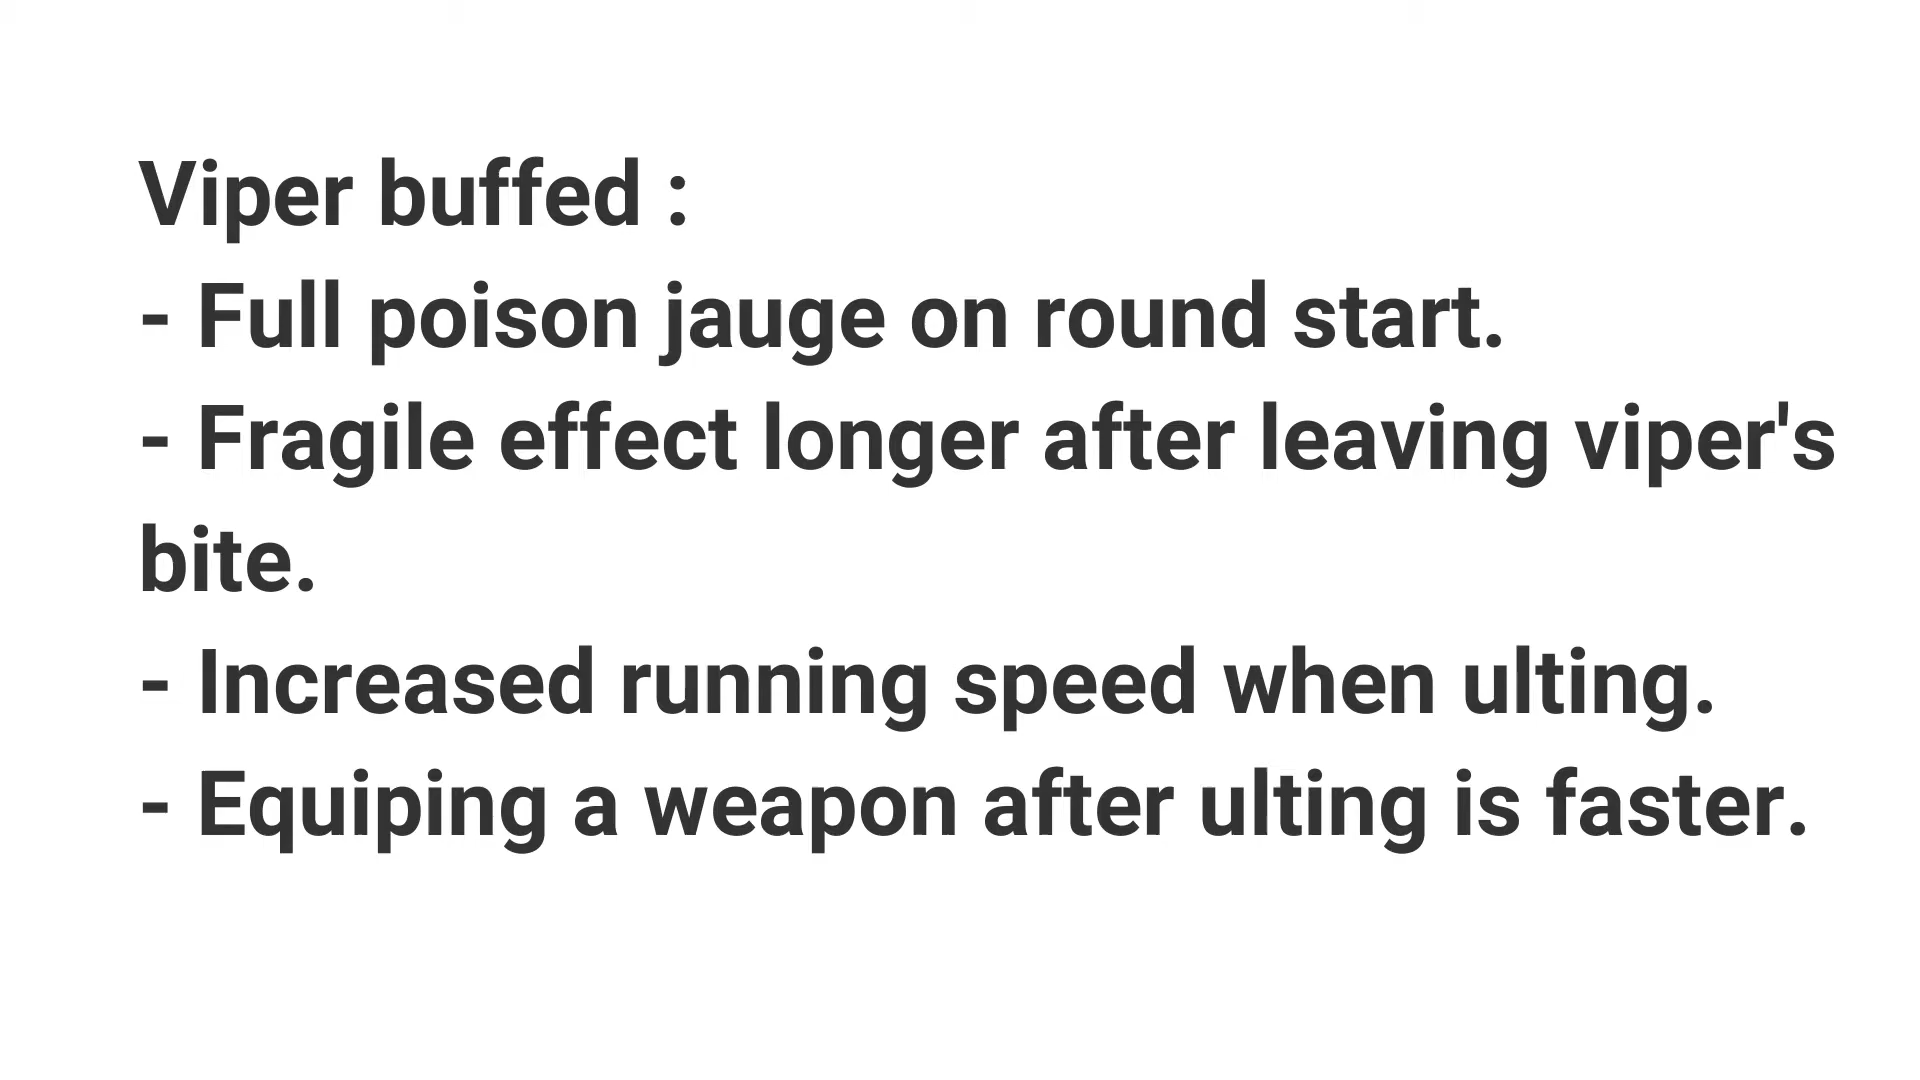 Viper buffed :
- Full poison jauge on round start.
- Fragile effect longer after leaving viper's
bite.
- Increased running speed when ulting.
- Equiping a weapon after ulting is faster.